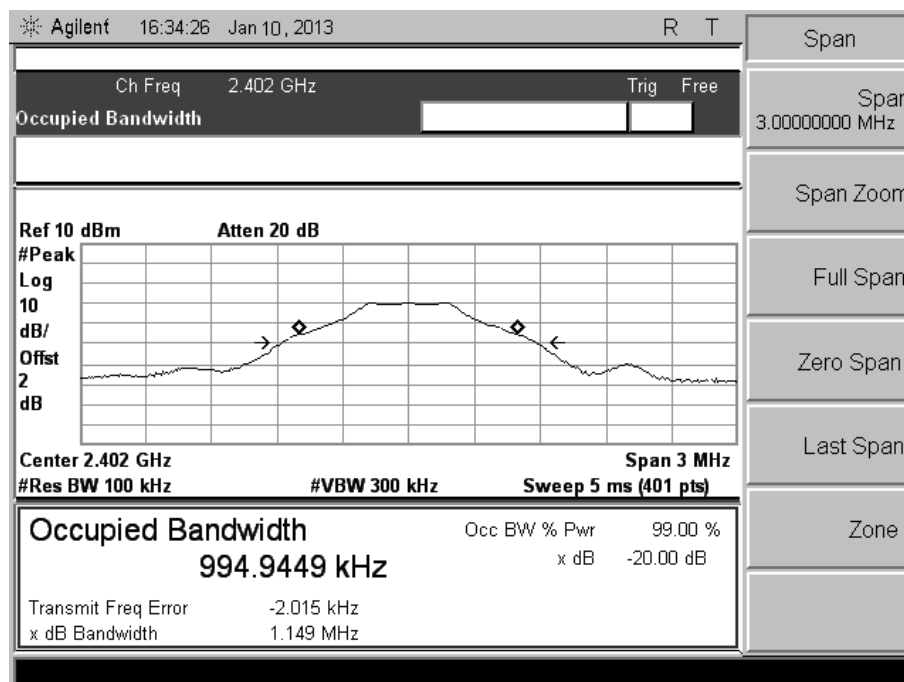 Agilent 16:34:26 Jan 10, 2013 R T
Ch Freq 2.402 GHz Trig Free
Occupied Bandwidth
Ref 10 dBm Atten 20 dB
#Peak
Log
10
dB/
Offst
2
dB
Center 2.402 GHz Span 3 MHz
#Res BW 100 kHz #VBW 300 kHz Sweep 5 ms (401 pts)
Occupied Bandwidth
994.9449 kHz
Occ BW % Pwr 99.00 %
x dB -20.00 dB
Transmit Freq Error -2.015 kHz
x dB Bandwidth 1.149 MHz
Span
Span
3.00000000 MHz
Span Zoom
Full Span
Zero Span
Last Span
Zone